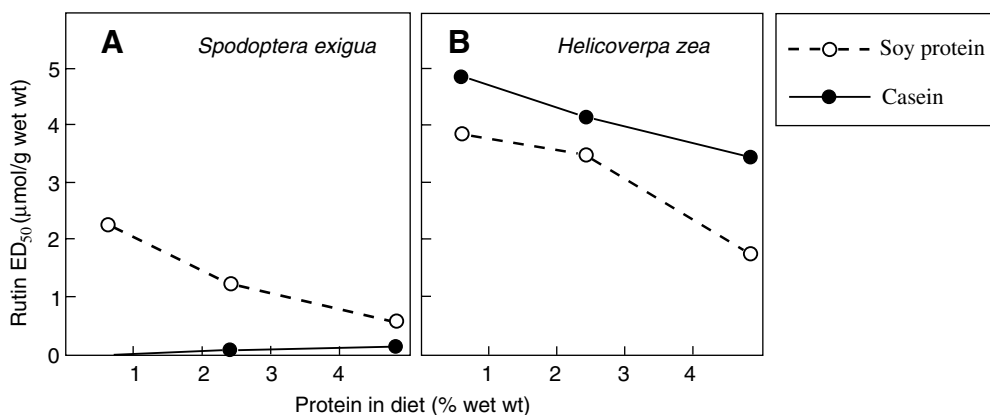 A Spodoptera exigua
B Helicoverpa zea
Soy protein
Casein
Rutin ED50 (μmol/g wet wt)
5
4
3
2
1
0
1 2 3 4
1 2 3 4
Protein in diet (% wet wt)